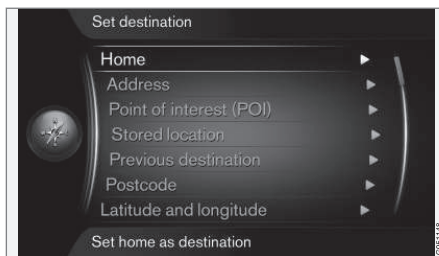 Set destination
Home
Address
Point of interest (POI)
Stored location
Previous destination
Postcode
Latitude and longitude
Set home as destination
G051148